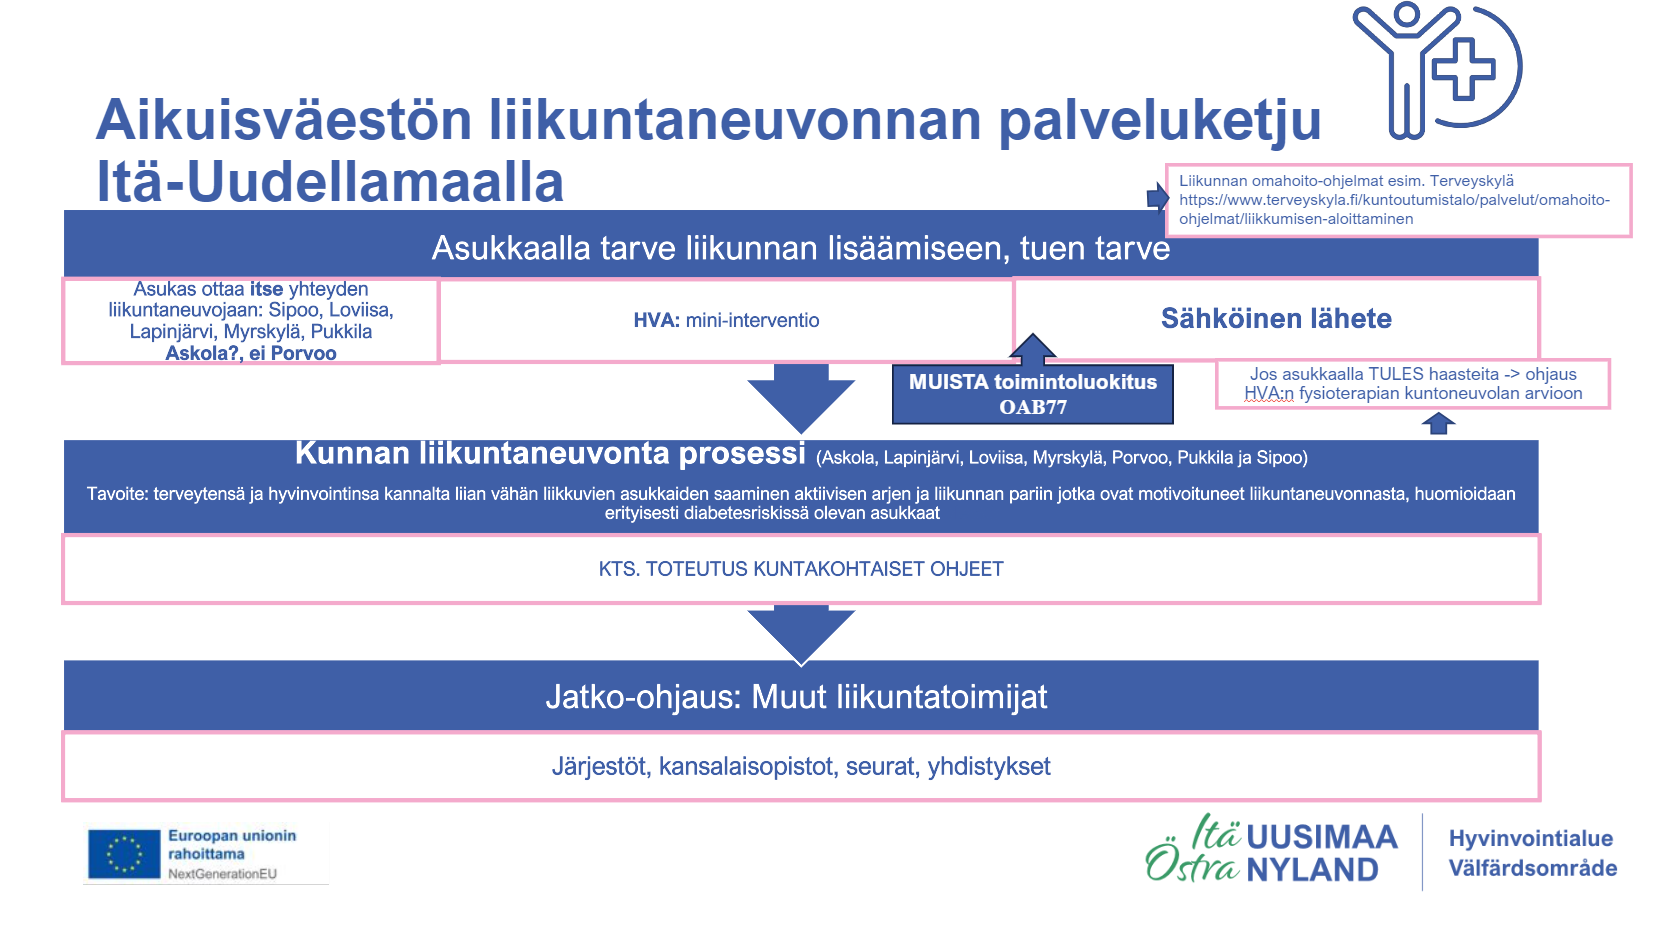 Aikuisväestön liikuntaneuvonnan palveluketju
Itä-Uudellamaalla
Liikunnan omahoito-ohjelmat esim. Terveyskylä
https://www.terveyskyla.fi/kuntoutumistalo/palvelut/omahoito-
ohjelmat/liikkumisen-aloittaminen
Asukkaalla tarve liikunnan lisäämiseen, tuen tarve
Asukas ottaa itse yhteyden
liikuntaneuvojaan: Sipoo, Loviisa,
Lapinjärvi, Myrskylä, Pukkila
Askola?, ei Porvoo
HVA: mini-interventio
Sähköinen lähete
MUISTA toimintoluokitus
OAB77
Jos asukkaalla TULES haasteita -> ohjaus
HVA:n fysioterapian kuntoneuvolan arvioon
Kunnan liikuntaneuvonta prosessi (Askola, Lapinjärvi, Loviisa, Myrskylä, Porvoo, Pukkila ja Sipoo)
Tavoite: terveytensä ja hyvinvointinsa kannalta liian vähän liikkuvien asukkaiden saaminen aktiivisen arjen ja liikunnan pariin jotka ovat motivoituneet liikuntaneuvonnasta, huomioidaan
erityisesti diabetesriskissä olevan asukkaat
KTS. TOTEUTUS KUNTAKOHTAISET OHJEET
Jatko-ohjaus: Muut liikuntatoimijat
Järjestöt, kansalaisopistot, seurat, yhdistykset
Euroopan unionin
rahoittama
NextGenerationEU
Itä UUSIMAA
Östra NYLAND
Hyvinvointialue
Välfärdsområde